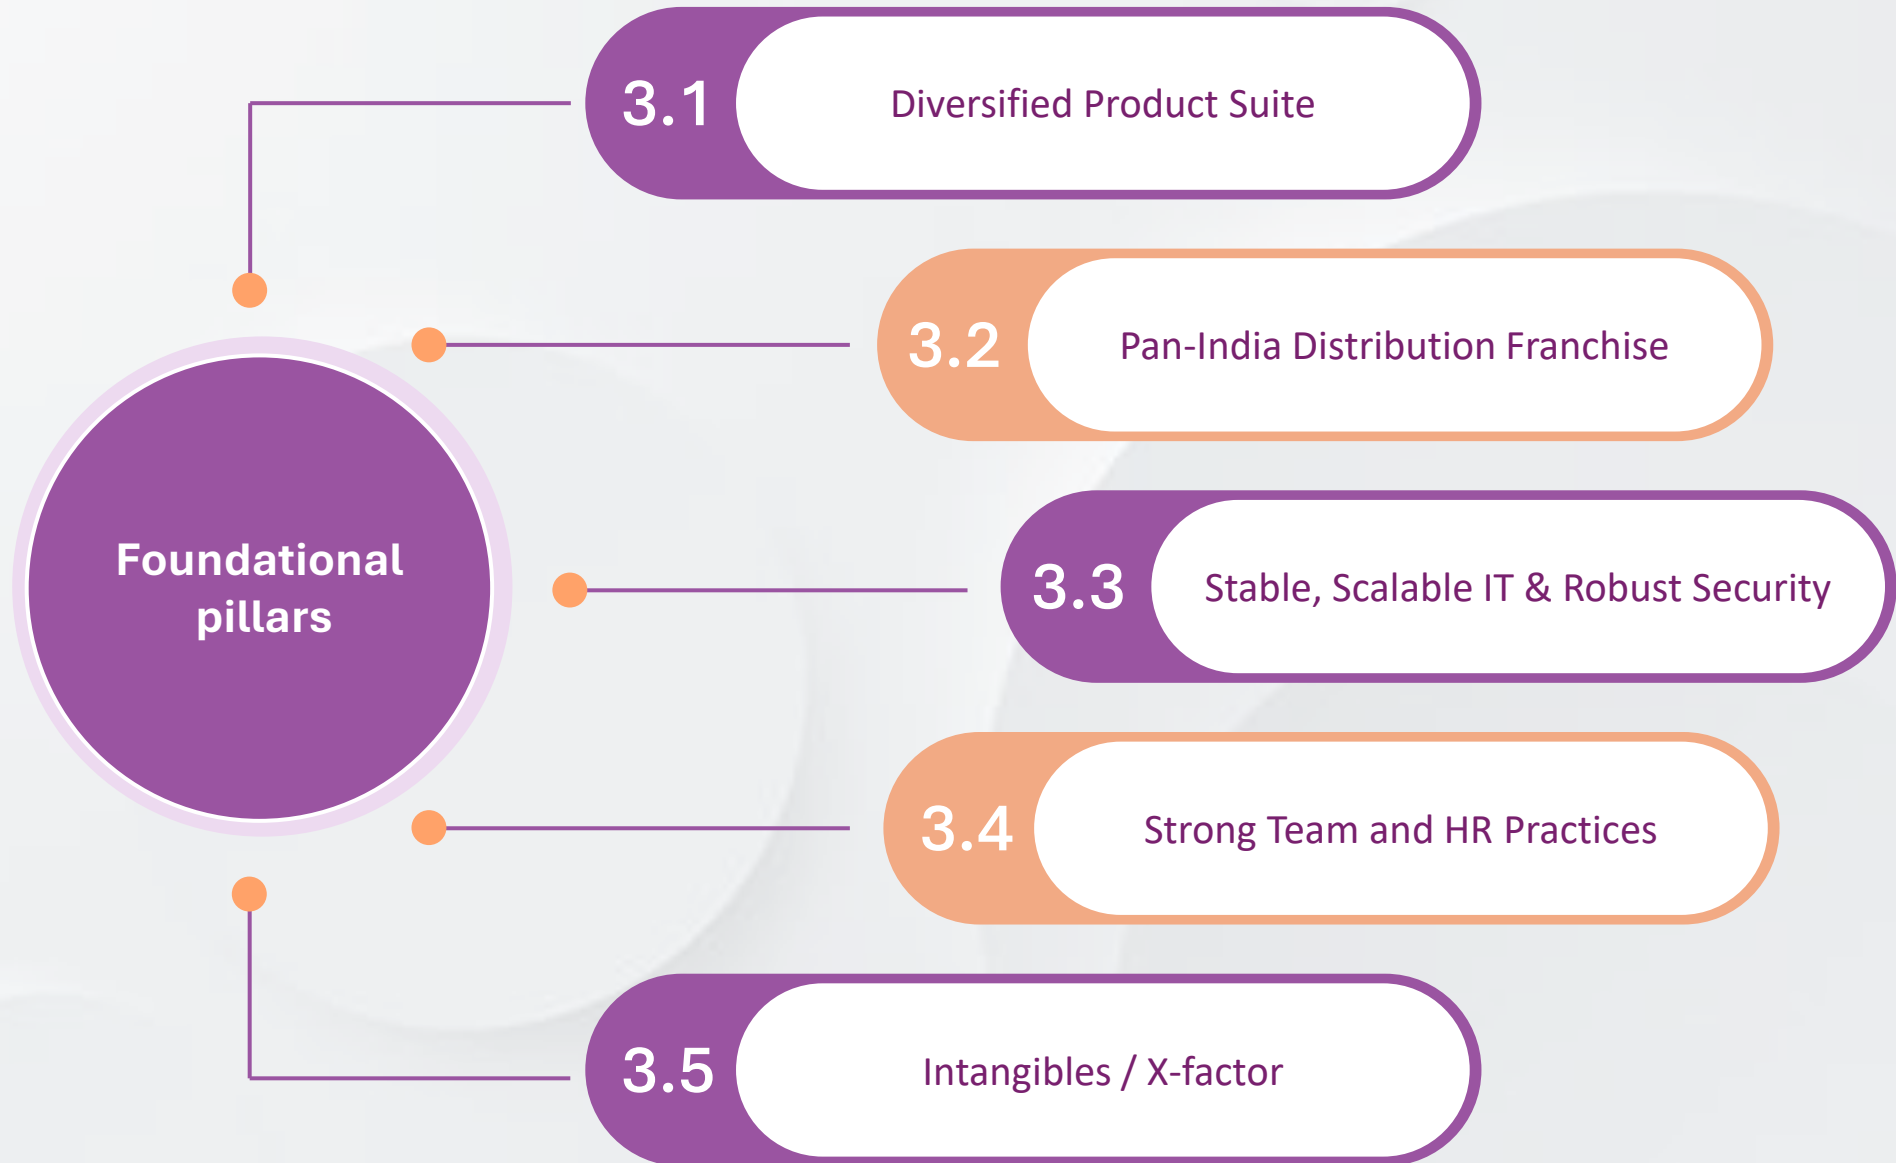 3.1
Diversified Product Suite
3.2
Pan-India Distribution Franchise
Foundational
pillars
3.3
Stable, Scalable IT & Robust Security
3.4
Strong Team and HR Practices
3.5
Intangibles / X-factor